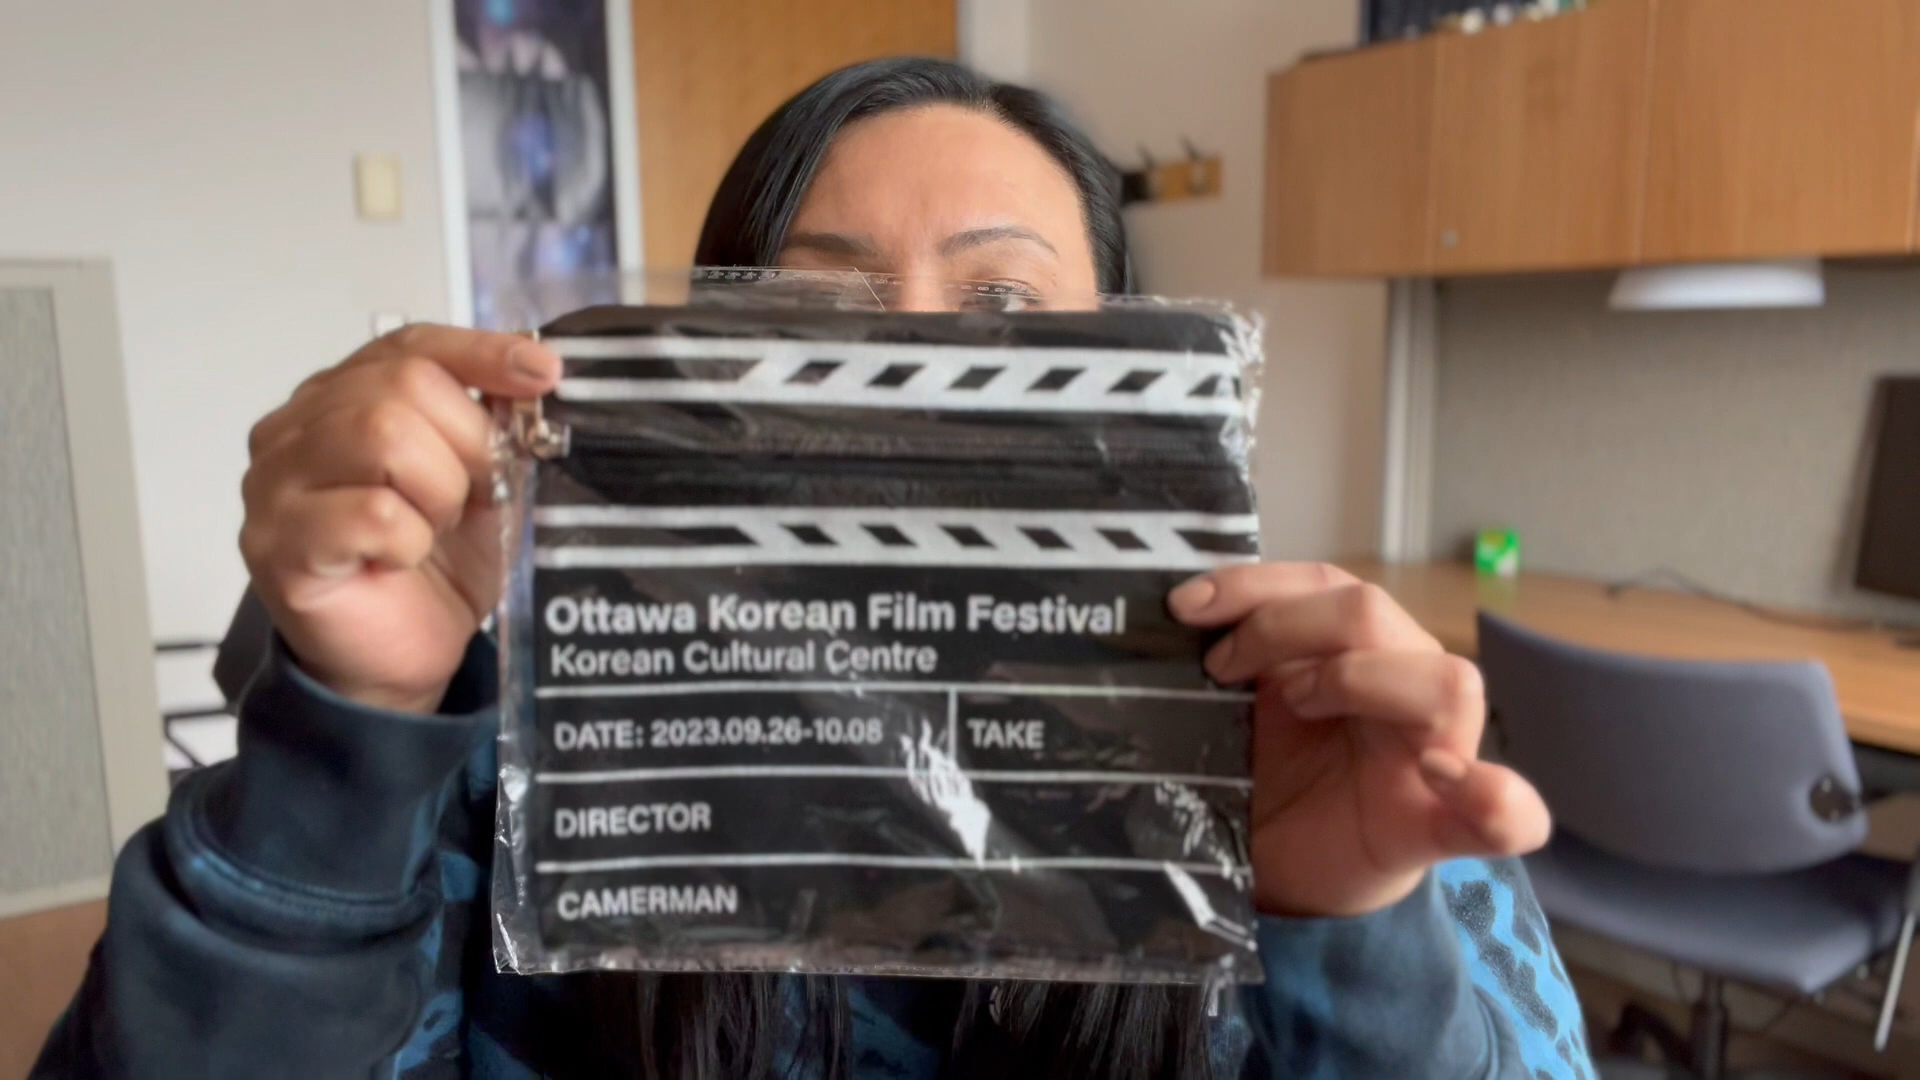 Ottawa Korean Film Festival
Korean Cultural Centre
DATE: 2023.09.26-10.08
TAKE
DIRECTOR
CAMERMAN